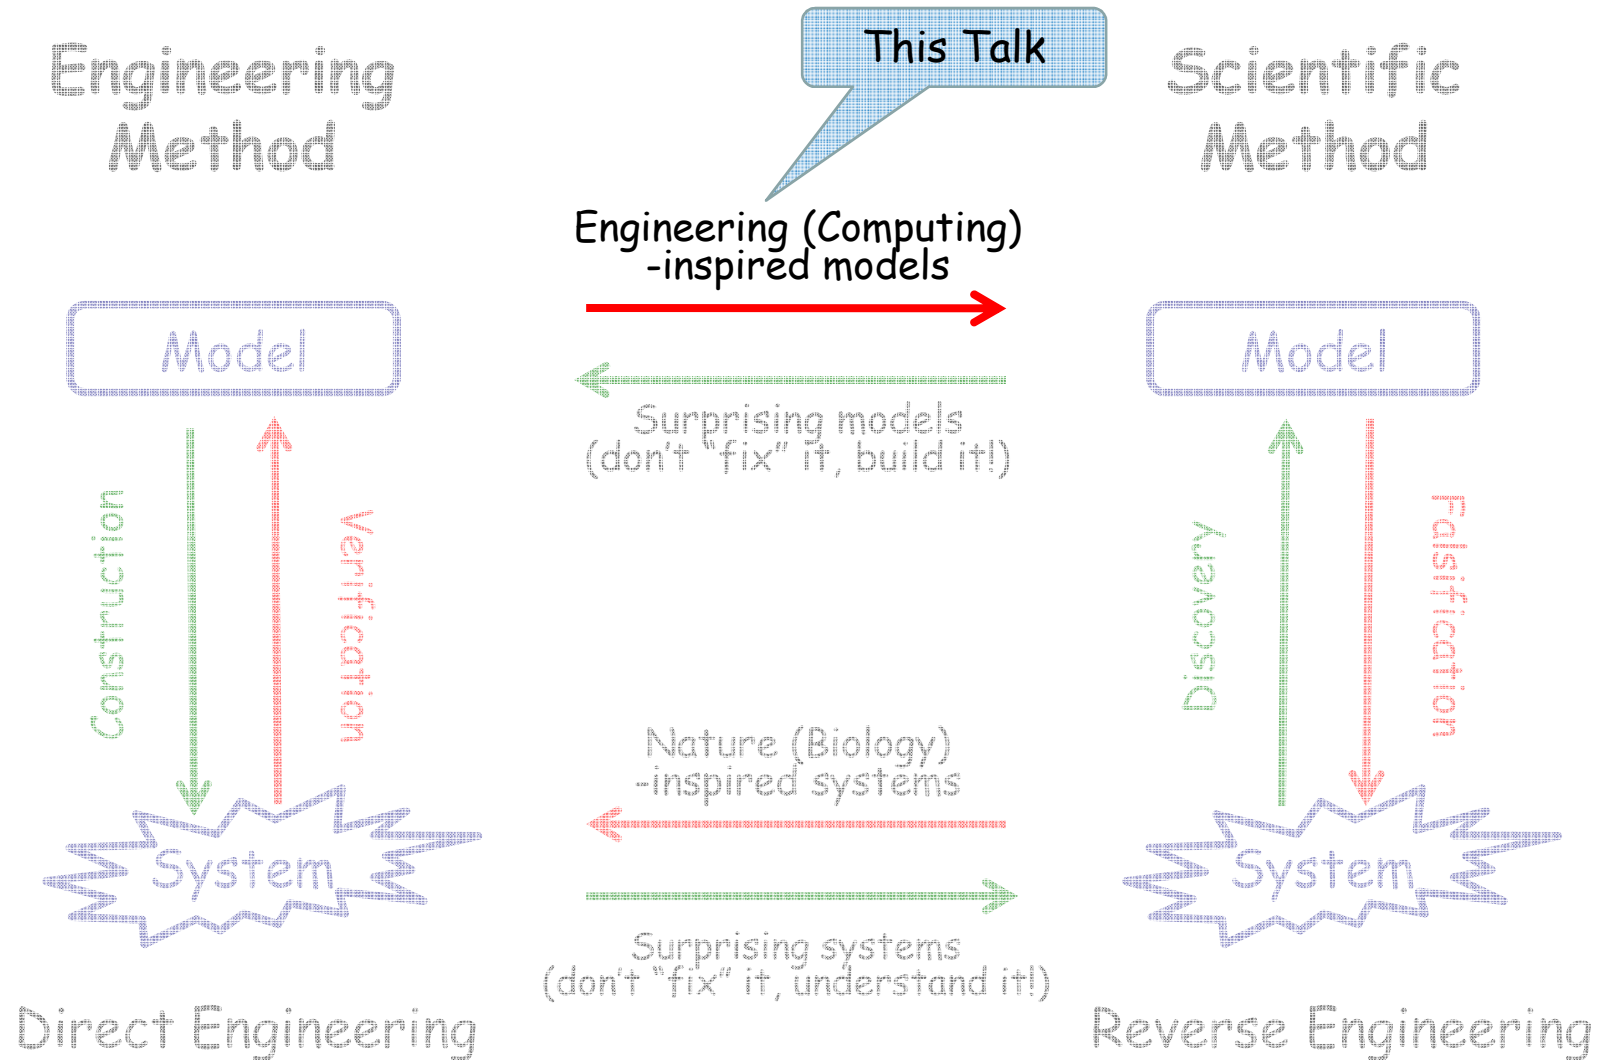 This Talk
Engineering
Method
Scientific
Method
Engineering (Computing)
-inspired models
Model
Model
Surprising models
(don't "fix" it, build it!)
Construction
Verification
Discovery
Falsification
Nature (Biology)
-inspired systems
System
System
Surprising systems
(don't "fix" it, understand it!)
Direct Engineering
Reverse Engineering